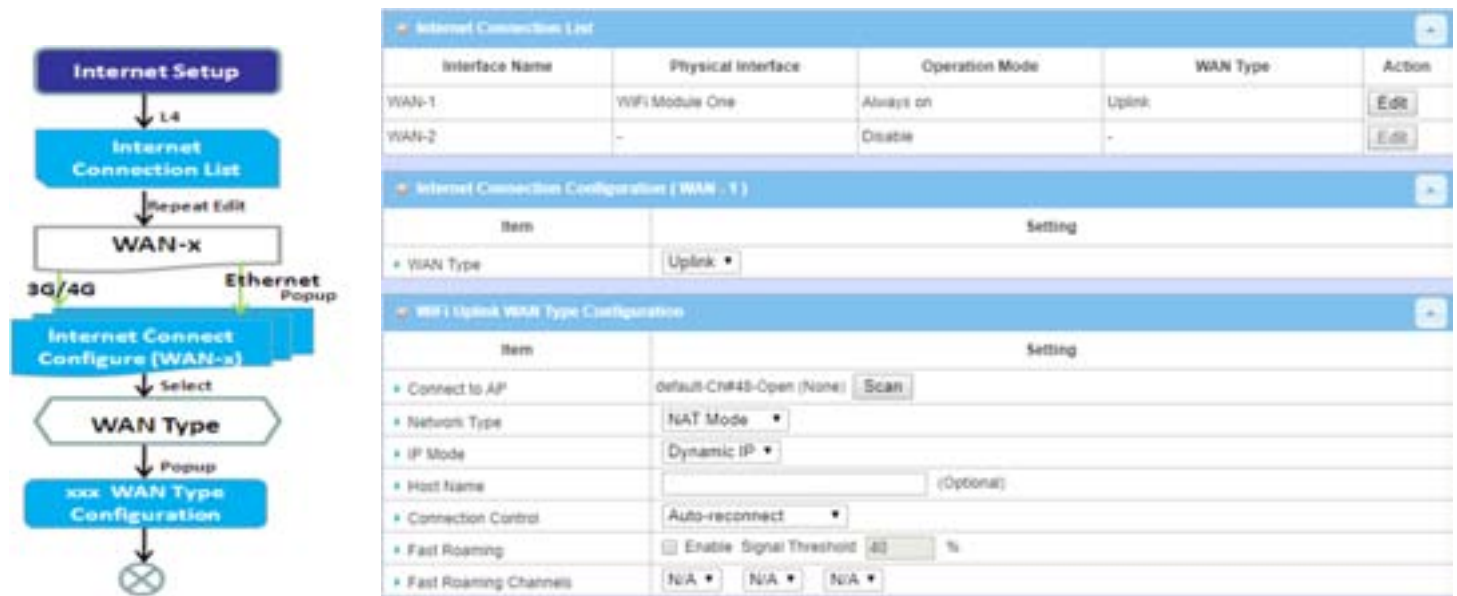 Internet Setup
L4
Internet
Connection List
Repeat Edit
WAN-x
3G/4G
Ethernet
Popup
Internet Connect
Configure (WAN-x)
Select
WAN Type
Popup
xxx WAN Type
Configuration
Internet Connection List
Interface Name Physical Interface Operation Mode WAN Type Action
WAN-1 WiFi Module One Always on Uplink Edit
WAN-2 - Disable - Edit
Internet Connection Configuration ( WAN - 1 )
Item Setting
WAN Type Uplink
WiFi Uplink WAN Type Configuration
Item Setting
Connect to AP default-Ch#48-Open (None) Scan
Network Type NAT Mode
IP Mode Dynamic IP
Host Name (Optional)
Connection Control Auto-reconnect
Fast Roaming Enable Signal Threshold 40 %
Fast Roaming Channels N/A N/A N/A